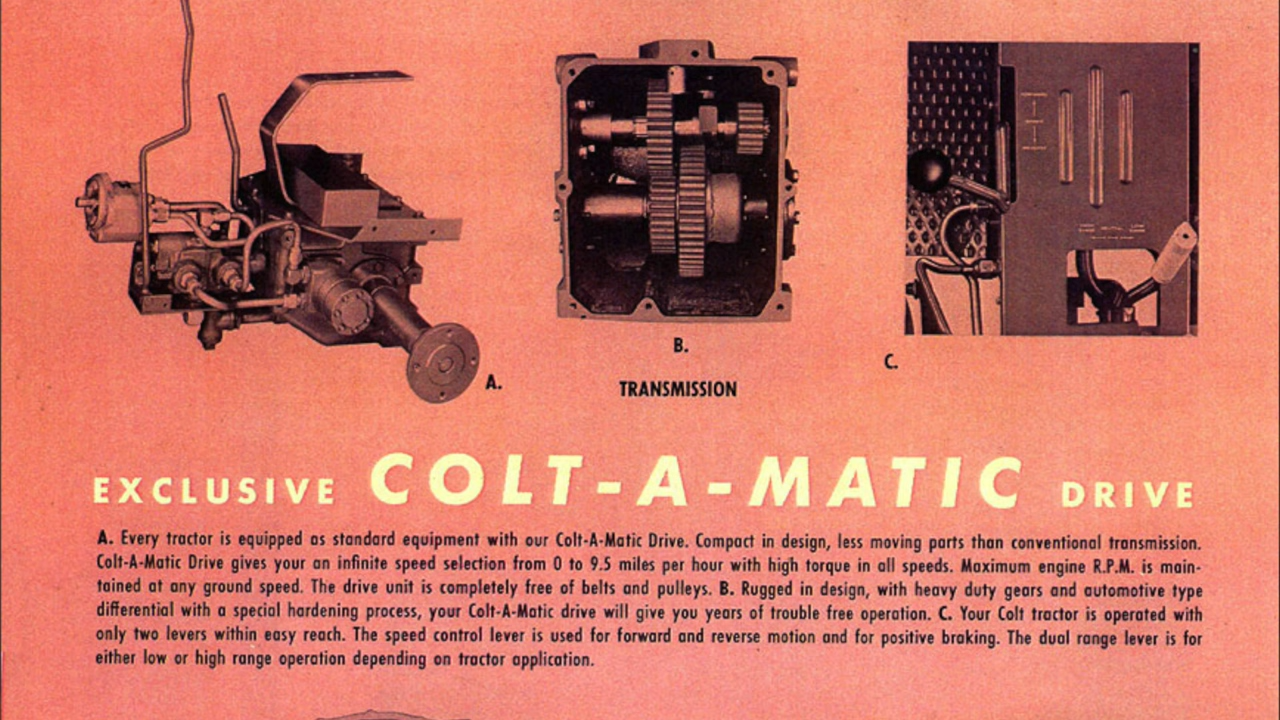 A.
B.
C.
TRANSMISSION
EXCLUSIVE COLT-A-MATIC DRIVE
A. Every tractor is equipped as standard equipment with our Colt-A-Matic Drive. Compact in design, less moving parts than conventional transmission.
Colt-A-Matic Drive gives your an infinite speed selection from 0 to 9.5 miles per hour with high torque in all speeds. Maximum engine R.P.M. is main-
tained at any ground speed. The drive unit is completely free of belts and pulleys. B. Rugged in design, with heavy duty gears and automotive type
differential with a special hardening process, your Colt-A-Matic drive will give you years of trouble free operation. C. Your Colt tractor is operated with
only two levers within easy reach. The speed control lever is used for forward and reverse motion and for positive braking. The dual range lever is for
either low or high range operation depending on tractor application.